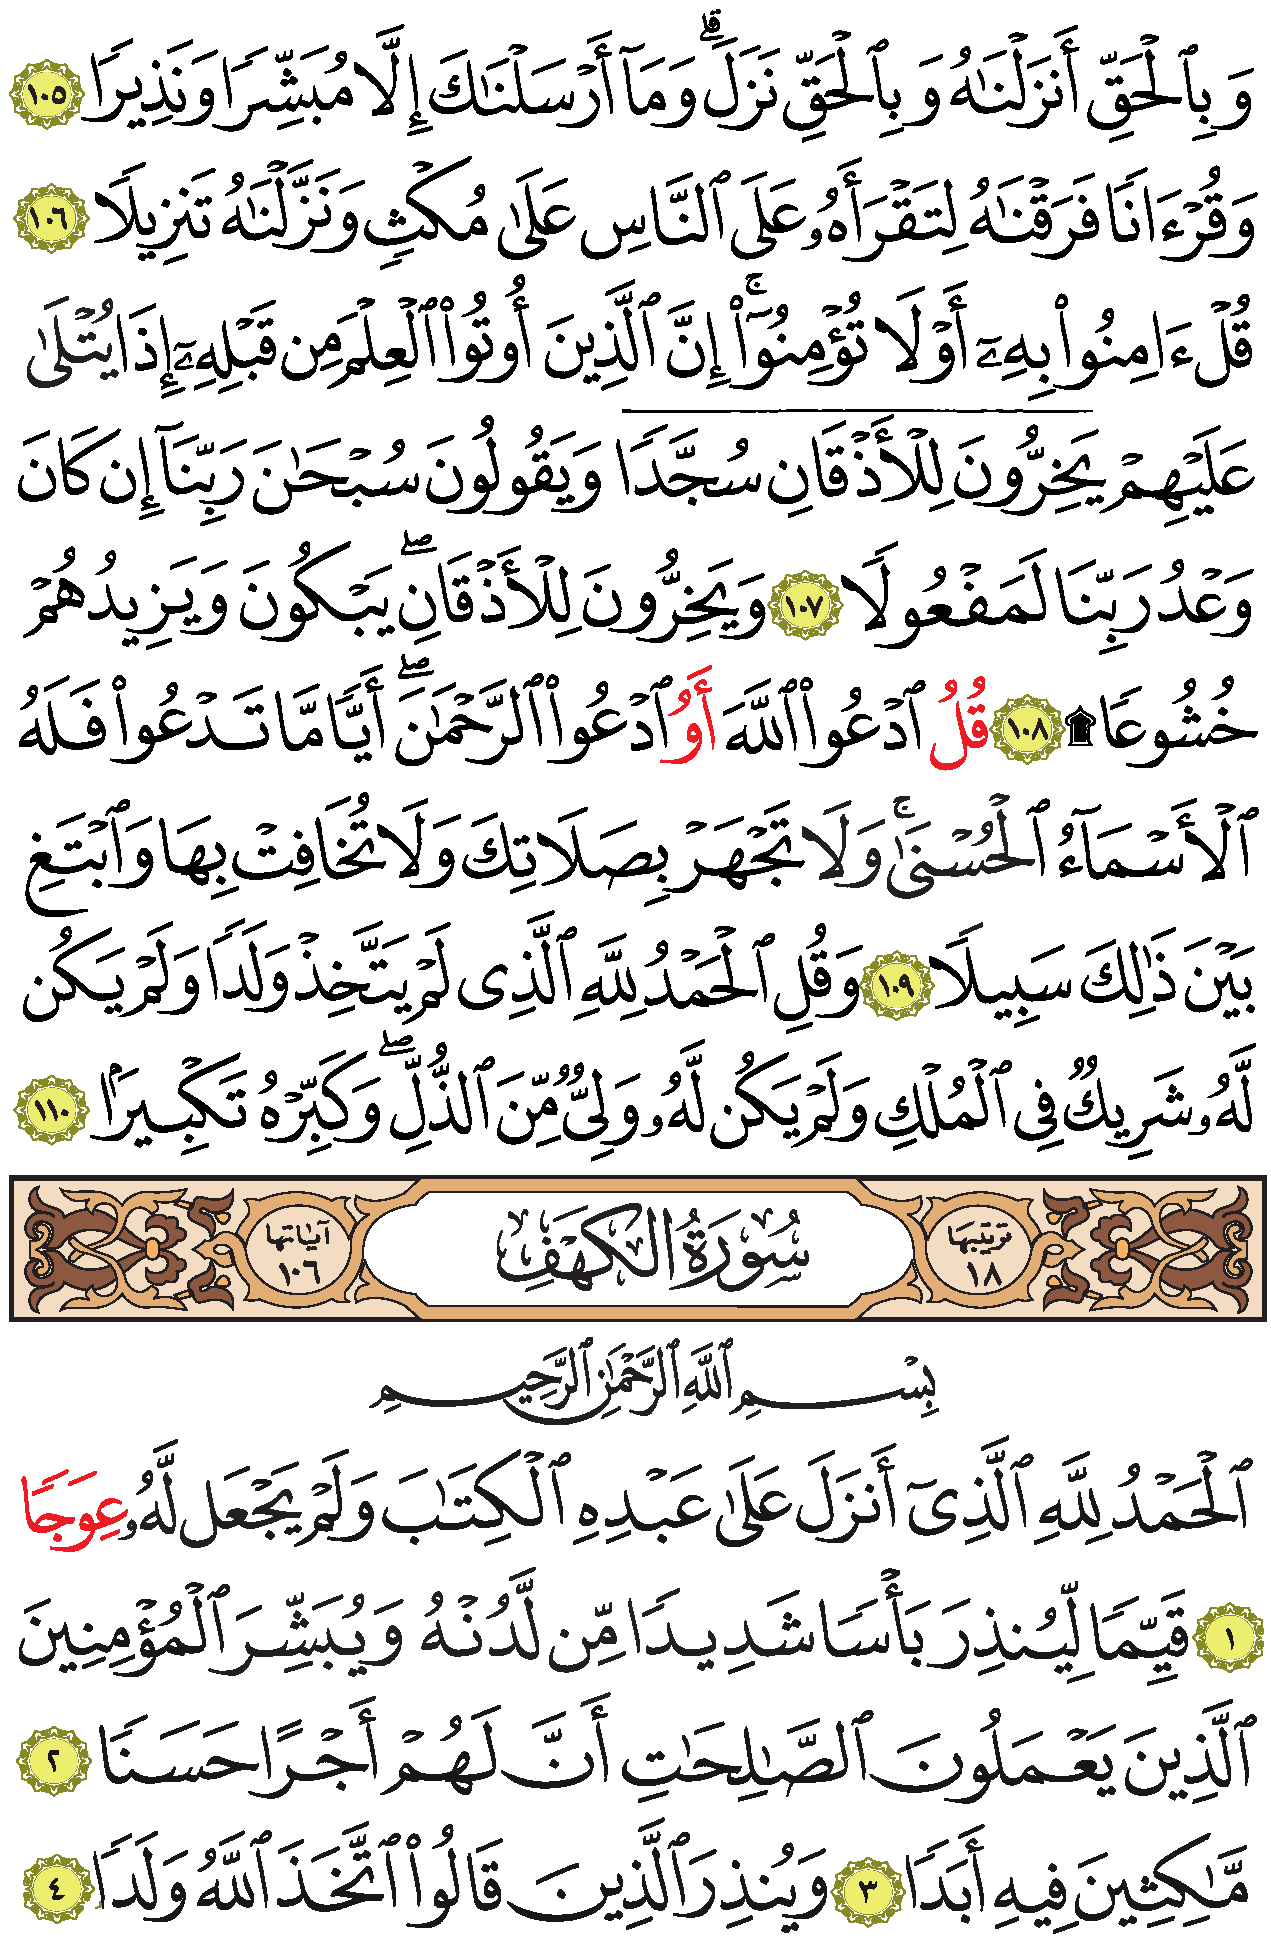 وَبِٱلْحَقِّ أَنزَلْنَٰهُ وَبِٱلْحَقِّ نَزَلَ ۗ وَمَآ أَرْسَلْنَٰكَ إِلَّا مُبَشِّرًا وَنَذِيرًا ١٠٥
وَقُرْءَانًا فَرَقْنَٰهُ لِتَقْرَأَهُۥ عَلَى ٱلنَّاسِ عَلَىٰ مُكْثٍ وَنَزَّلْنَٰهُ تَنزِيلًا ١٠٦
قُلْ ءَامِنُوا۟ بِهِۦٓ أَوْ لَا تُؤْمِنُوٓا۟ ۚ إِنَّ ٱلَّذِينَ أُوتُوا۟ ٱلْعِلْمَ مِن قَبْلِهِۦٓ إِذَا يُتْلَىٰ
عَلَيْهِمْ يَخِرُّونَ لِلْأَذْقَانِ سُجَّدًا وَيَقُولُونَ سُبْحَٰنَ رَبِّنَآ إِن كَانَ
وَعْدُ رَبِّنَا لَمَفْعُولًا ١٠٧ وَيَخِرُّونَ لِلْأَذْقَانِ يَبْكُونَ وَيَزِيدُهُمْ
خُشُوعًا ۩ ١٠٨ قُلِ ٱدْعُوا۟ ٱللَّهَ أَوِ ٱدْعُوا۟ ٱلرَّحْمَٰنَ ۖ أَيًّا مَّا تَدْعُوا۟ فَلَهُ
ٱلْأَسْمَآءُ ٱلْحُسْنَىٰ ۚ وَلَا تَجْهَرْ بِصَلَاتِكَ وَلَا تُخَافِتْ بِهَا وَٱبْتَغِ
بَيْنَ ذَٰلِكَ سَبِيلًا ١٠٩ وَقُلِ ٱلْحَمْدُ لِلَّهِ ٱلَّذِى لَمْ يَتَّخِذْ وَلَدًا وَلَمْ يَكُن
لَّهُۥ شَرِيكٌ فِى ٱلْمُلْكِ وَلَمْ يَكُن لَّهُۥ وَلِىٌّ مِّنَ ٱلذُّلِّ ۖ وَكَبِّرْهُ تَكْبِيرًۢا ١١٠
ترتيبها ١٨ سُورَةُ الْكَهْفِ آياتها ١٠٦
بِسْمِ ٱللَّهِ ٱلرَّحْمَٰنِ ٱلرَّحِيمِ
ٱلْحَمْدُ لِلَّهِ ٱلَّذِىٓ أَنزَلَ عَلَىٰ عَبْدِهِ ٱلْكِتَٰبَ وَلَمْ يَجْعَل لَّهُۥ عِوَجَا
١ قَيِّمًا لِّيُنذِرَ بَأْسًا شَدِيدًا مِّن لَّدُنْهُ وَيُبَشِّرَ ٱلْمُؤْمِنِينَ
ٱلَّذِينَ يَعْمَلُونَ ٱلصَّٰلِحَٰتِ أَنَّ لَهُمْ أَجْرًا حَسَنًا ٢
مَّٰكِثِينَ فِيهِ أَبَدًا ٣ وَيُنذِرَ ٱلَّذِينَ قَالُوا۟ ٱتَّخَذَ ٱللَّهُ وَلَدًا ٤